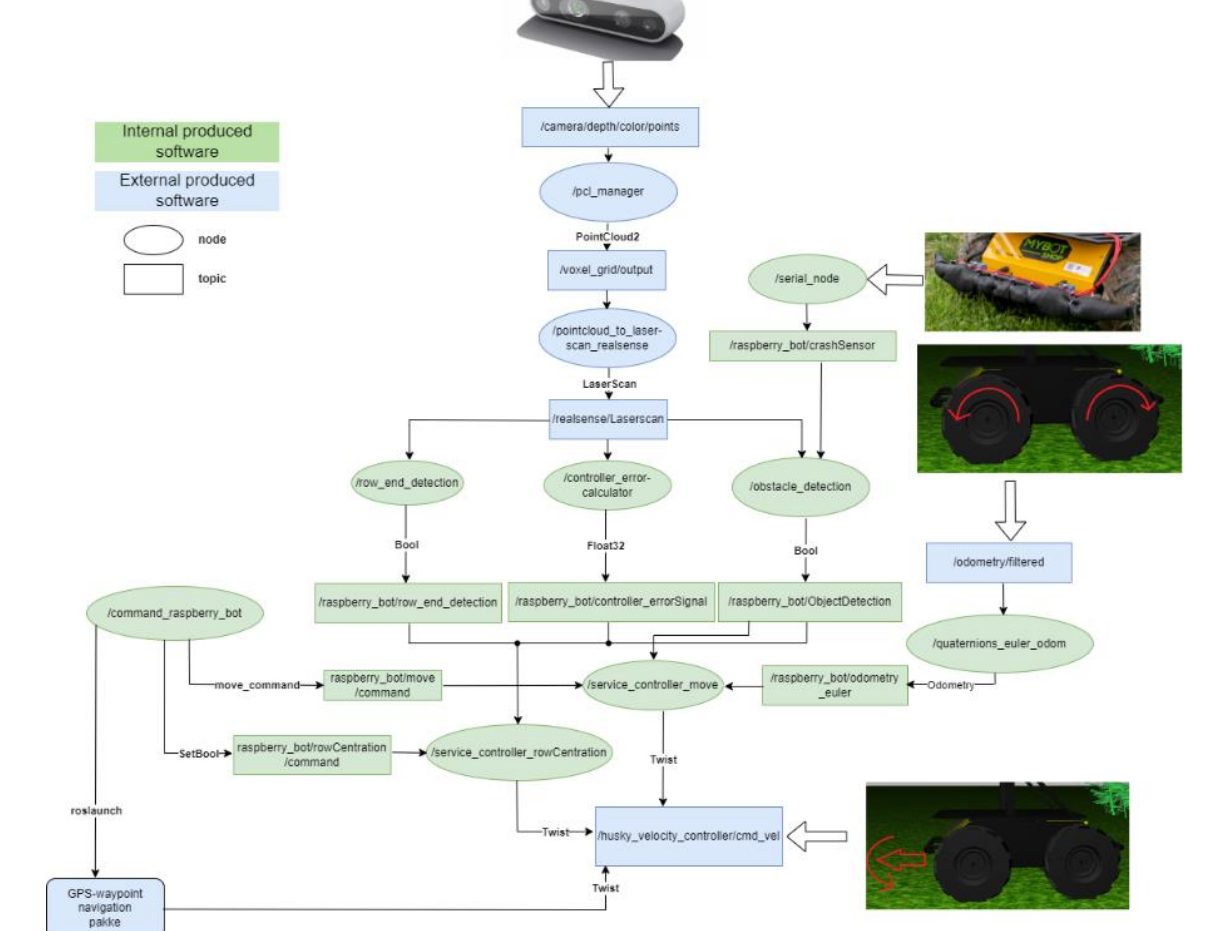 /camera/depth/color/points
Internal produced
software
External produced
software
/pcl_manager
node
PointCloud2
topic
/voxel_grid/output
/serial_node
MYBOT
SHOP
/pointcloud_to_laser-
scan_realsense
/raspberry_bot/crashSensor
LaserScan
/realsense/Laserscan
/row_end_detection
/controller_error-
calculator
/obstacle_detection
Bool
Float32
Bool
/odometry/filtered
/command_raspberry_bot
/raspberry_bot/row_end_detection
/raspberry_bot/controller_errorSignal
/raspberry_bot/ObjectDetection
/quaternions_euler_odom
move_command
raspberry_bot/move
/command
/service_controller_move
/raspberry_bot/odometry
_euler
Odometry
SetBool
raspberry_bot/rowCentration
/command
/service_controller_rowCentration
Twist
roslaunch
Twist
/husky_velocity_controller/cmd_vel
GPS-waypoint
navigation
pakke
Twist